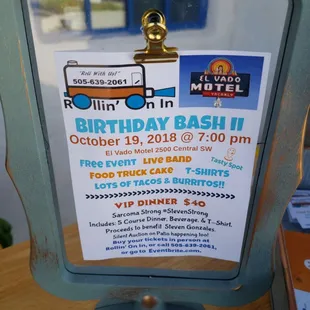 "Roll With Us!"
505-639-2061
Rollin' On In
EL VADO
MOTEL
BIRTHDAY BASH II
October 19, 2018 @ 7:00 pm
El Vado Motel 2500 Central SW
FREE EVENT LIVE BAND
Tasty Spot
FOOD TRUCK CAKE T-SHIRTS
LOTS OF TACOS & BURRITOS!!
VIP DINNER $40
Sarcoma Strong #StevenStrong
Includes: 5 Course Dinner, Beverage, & T-Shirt.
Proceeds to benefit Steven Gonzales.
Silent Auction on Patio happening too!
Buy your tickets in person at
Rollin' On In, or call 505-639-2061,
or go to Eventbrite.com.